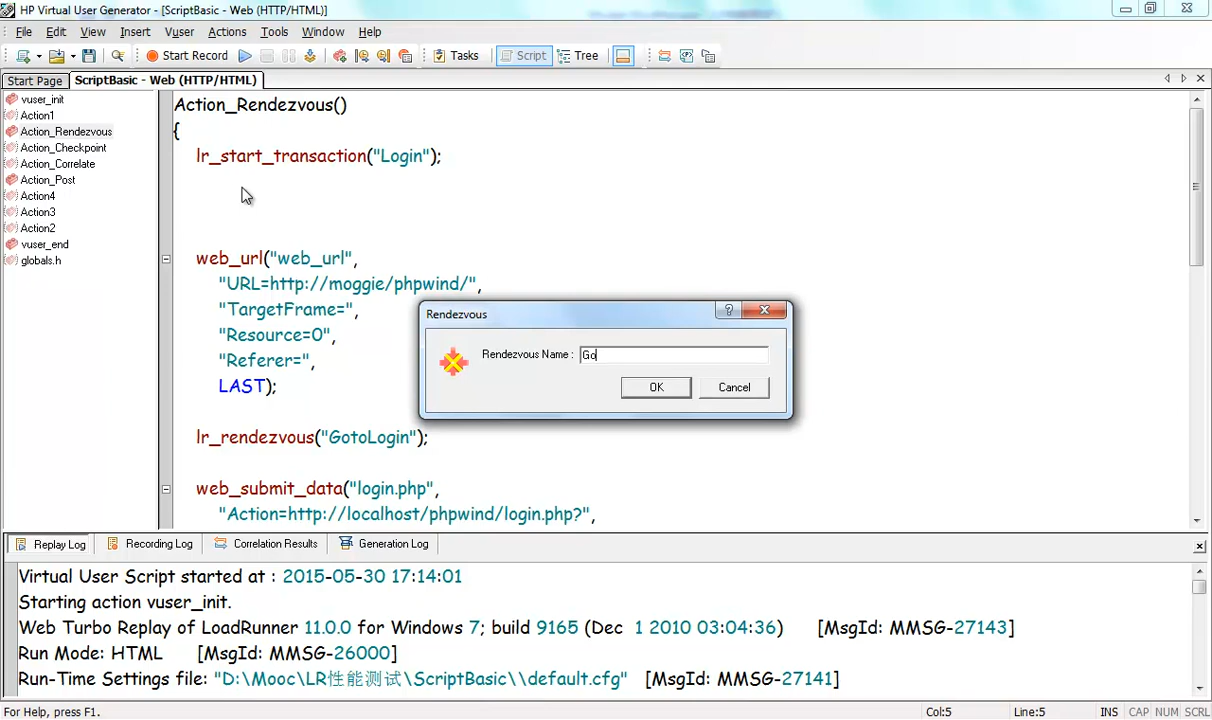 HP Virtual User Generator - [ScriptBasic - Web (HTTP/HTML)]
File Edit View Insert Vuser Actions Tools Window Help
Start Record Tasks Script Tree
Start Page ScriptBasic - Web (HTTP/HTML)
vuser_init
Action1
Action_Rendezvous
Action_Checkpoint
Action_Correlate
Action_Post
Action4
Action3
Action2
vuser_end
globals.h
Action_Rendezvous()
{
lr_start_transaction("Login");
web_url("web_url",
"URL=http://moggie/phpwind/",
"TargetFrame=",
"Resource=0",
"Referer=",
LAST);
lr_rendezvous("GotoLogin");
web_submit_data("login.php",
"Action=http://localhost/phpwind/login.php?",
Rendezvous
Rendezvous Name : Go
OK Cancel
Replay Log Recording Log Correlation Results Generation Log
Virtual User Script started at : 2015-05-30 17:14:01
Starting action vuser_init.
Web Turbo Replay of LoadRunner 11.0.0 for Windows 7; build 9165 (Dec 1 2010 03:04:36) [MsgId: MMSG-27143]
Run Mode: HTML [MsgId: MMSG-26000]
Run-Time Settings file: "D:\Mooc\LR性能测试\ScriptBasic\\default.cfg" [MsgId: MMSG-27141]
For Help, press F1. Col:5 Line:5 INS CAP NUM SCRL